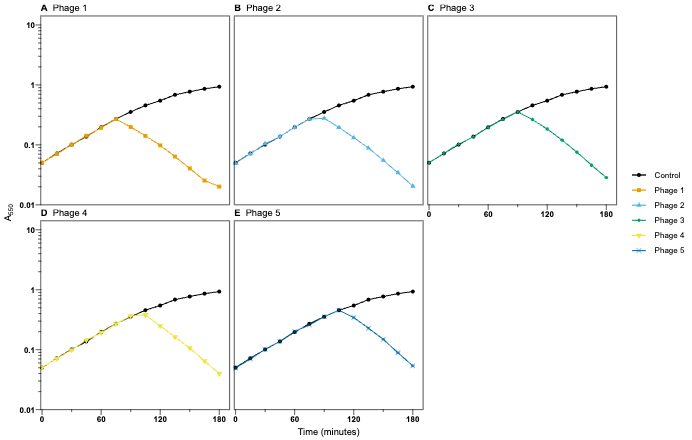 A Phage 1
B Phage 2
C Phage 3
10
1
0.1
0.01
0 60 120 180
D Phage 4
E Phage 5
10
1
0.1
0.01
0 60 120 180
0 60 120 180
A550
Time (minutes)
Control
Phage 1
Phage 2
Phage 3
Phage 4
Phage 5